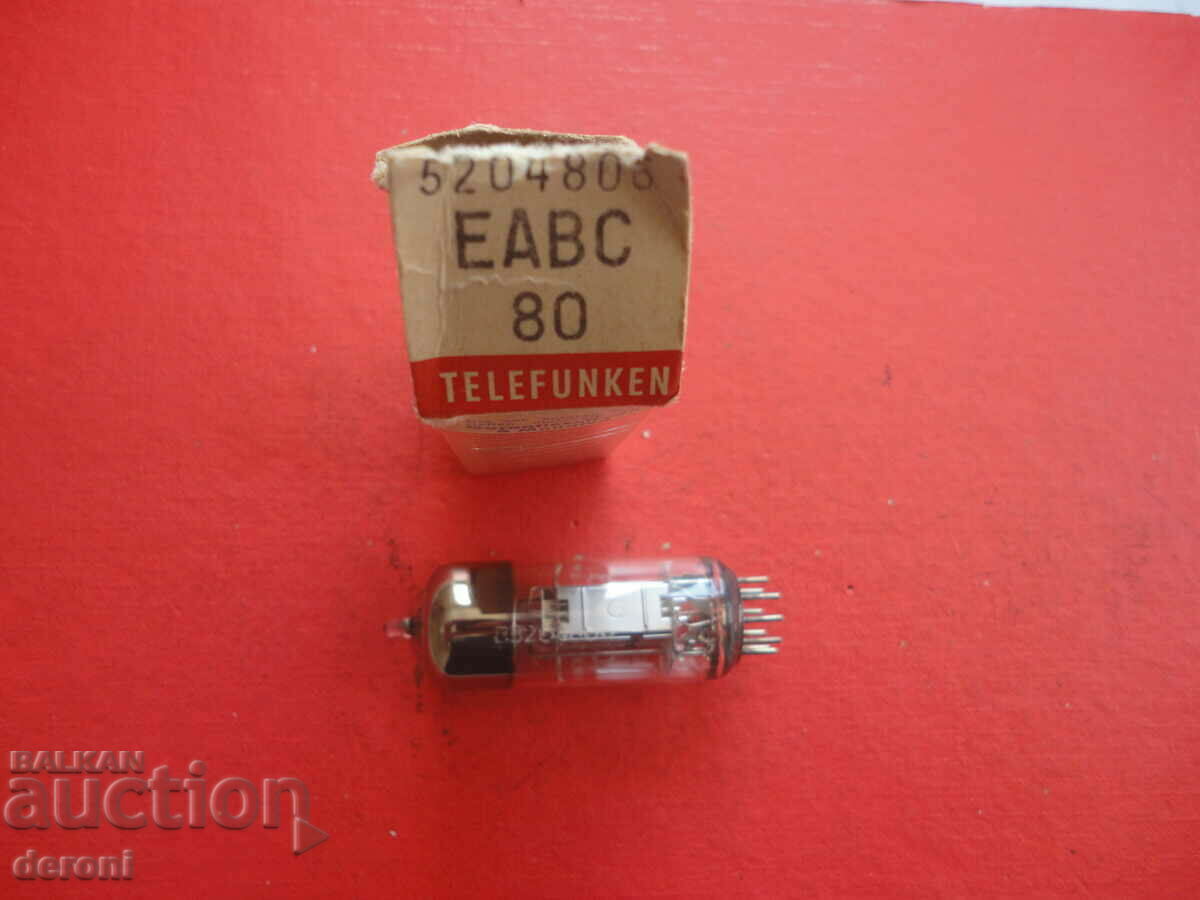 5204808
EABC
80
TELEFUNKEN
BALKAN
auction
deroni